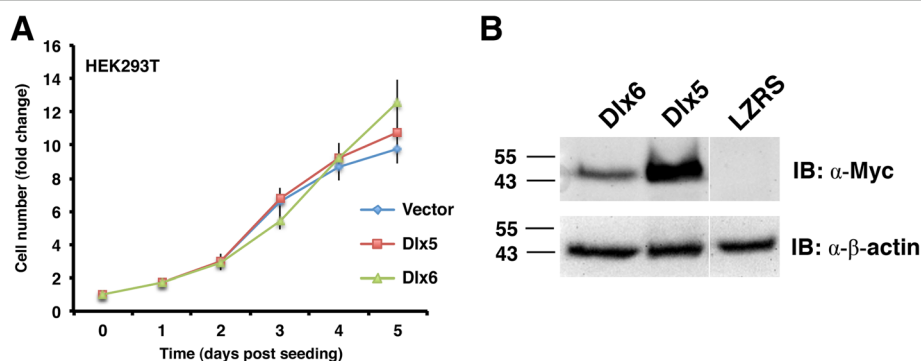 A
16
14
12
10
8
6
4
2
0
Cell number (fold change)
HEK293T
Vector
Dlx5
Dlx6
0 1 2 3 4 5
Time (days post seeding)
B
Dlx6 Dlx5 LZRS
55
43
IB: α-Myc
55
43
IB: α-β-actin